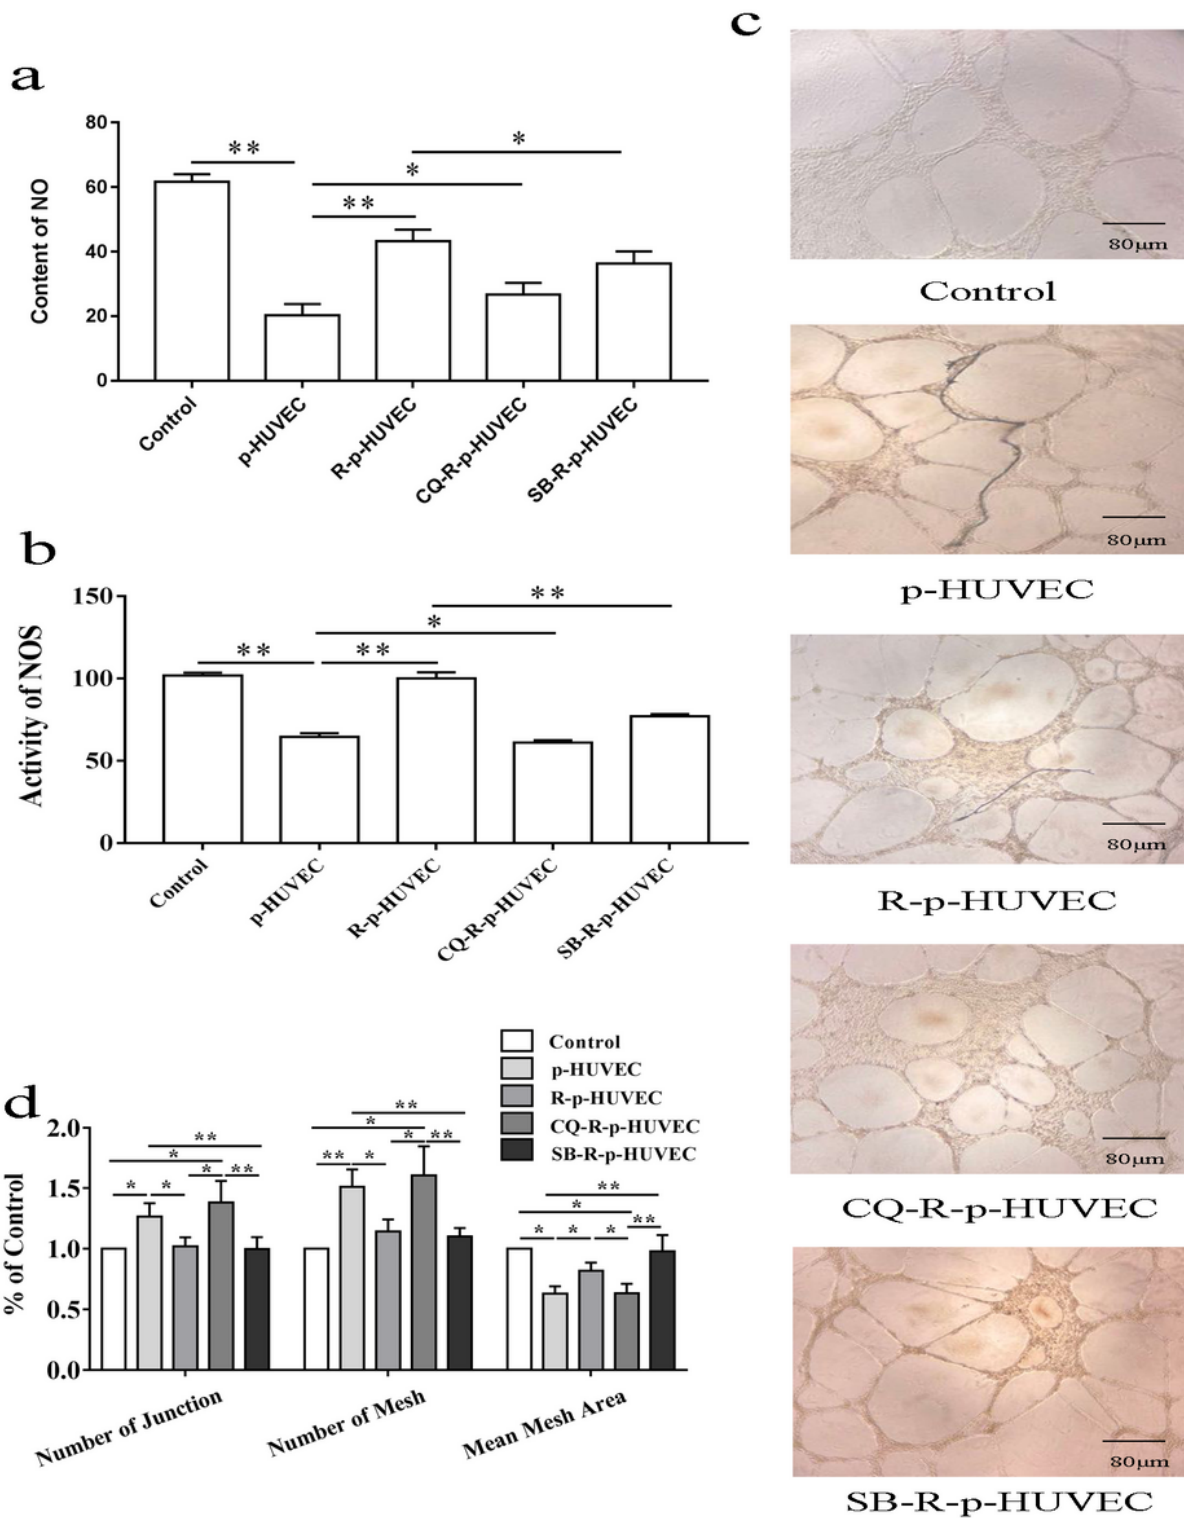 a
80
60
40
20
0
Content of NO
**
**
*
*
Control
p-HUVEC
R-p-HUVEC
CQ-R-p-HUVEC
SB-R-p-HUVEC
b
150
100
50
0
Activity of NOS
**
**
*
**
Control
p-HUVEC
R-p-HUVEC
CQ-R-p-HUVEC
SB-R-p-HUVEC
c
80μm
Control
80μm
p-HUVEC
80μm
R-p-HUVEC
80μm
CQ-R-p-HUVEC
80μm
SB-R-p-HUVEC
d
Control
p-HUVEC
R-p-HUVEC
CQ-R-p-HUVEC
SB-R-p-HUVEC
2.0
1.5
1.0
0.5
0.0
% of Control
**
*
* **
* *
**
*
* **
** *
**
*
**
* * *
Number of Junction
Number of Mesh
Mean Mesh Area